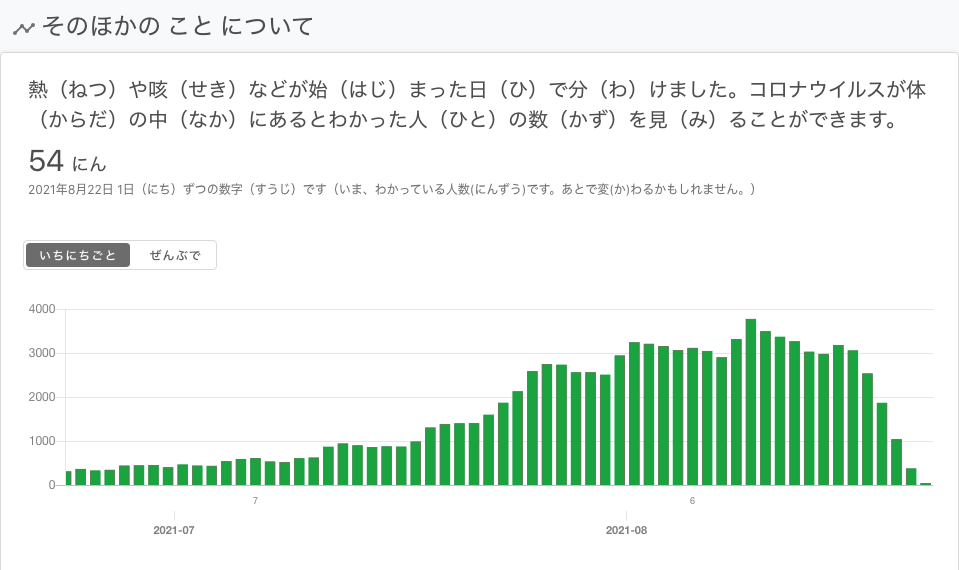 そのほかの こと について
熱（ねつ）や咳（せき）などが始（はじ）まった日（ひ）で分（わ）けました。コロナウイルスが体
（からだ）の中（なか）にあるとわかった人（ひと）の数（かず）を見（み）ることができます。
54 にん
2021年8月22日 1日（にち）ずつの数字（すうじ）です（いま、わかっている人数(にんずう)です。あとで変(か)わるかもしれません。）
いちにちごと ぜんぶで
4000
3000
2000
1000
0
7 6
2021-07 2021-08